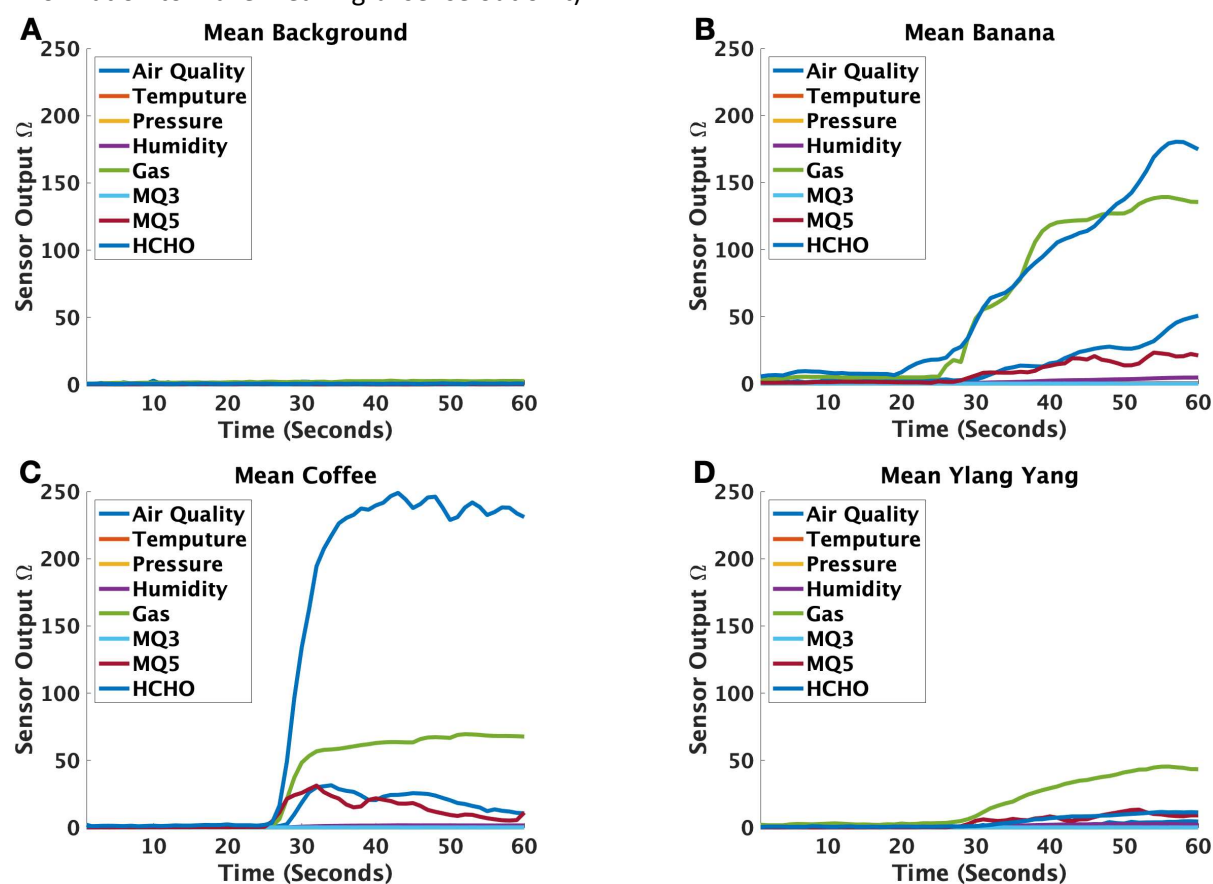 A
Mean Background
250
200
150
100
50
0
Sensor Output Ω
Air Quality
Temputure
Pressure
Humidity
Gas
MQ3
MQ5
HCHO
10 20 30 40 50 60
Time (Seconds)
B
Mean Banana
250
200
150
100
50
0
Sensor Output Ω
Air Quality
Temputure
Pressure
Humidity
Gas
MQ3
MQ5
HCHO
10 20 30 40 50 60
Time (Seconds)
C
Mean Coffee
250
200
150
100
50
0
Sensor Output Ω
Air Quality
Temputure
Pressure
Humidity
Gas
MQ3
MQ5
HCHO
10 20 30 40 50 60
Time (Seconds)
D
Mean Ylang Yang
250
200
150
100
50
0
Sensor Output Ω
Air Quality
Temputure
Pressure
Humidity
Gas
MQ3
MQ5
HCHO
10 20 30 40 50 60
Time (Seconds)